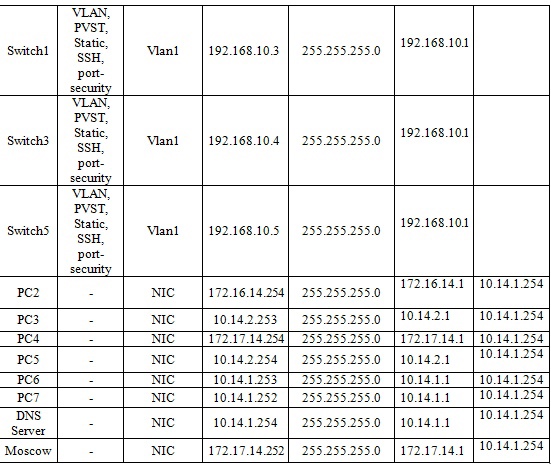 Switch1 VLAN, PVST, Static, SSH, port-security Vlan1 192.168.10.3 255.255.255.0 192.168.10.1
Switch3 VLAN, PVST, Static, SSH, port-security Vlan1 192.168.10.4 255.255.255.0 192.168.10.1
Switch5 VLAN, PVST, Static, SSH, port-security Vlan1 192.168.10.5 255.255.255.0 192.168.10.1
PC2 - NIC 172.16.14.254 255.255.255.0 172.16.14.1 10.14.1.254
PC3 - NIC 10.14.2.253 255.255.255.0 10.14.2.1 10.14.1.254
PC4 - NIC 172.17.14.254 255.255.255.0 172.17.14.1 10.14.1.254
PC5 - NIC 10.14.2.254 255.255.255.0 10.14.2.1 10.14.1.254
PC6 - NIC 10.14.1.253 255.255.255.0 10.14.1.1 10.14.1.254
PC7 - NIC 10.14.1.252 255.255.255.0 10.14.1.1 10.14.1.254
DNS Server - NIC 10.14.1.254 255.255.255.0 10.14.1.1 10.14.1.254
Moscow - NIC 172.17.14.252 255.255.255.0 172.17.14.1 10.14.1.254